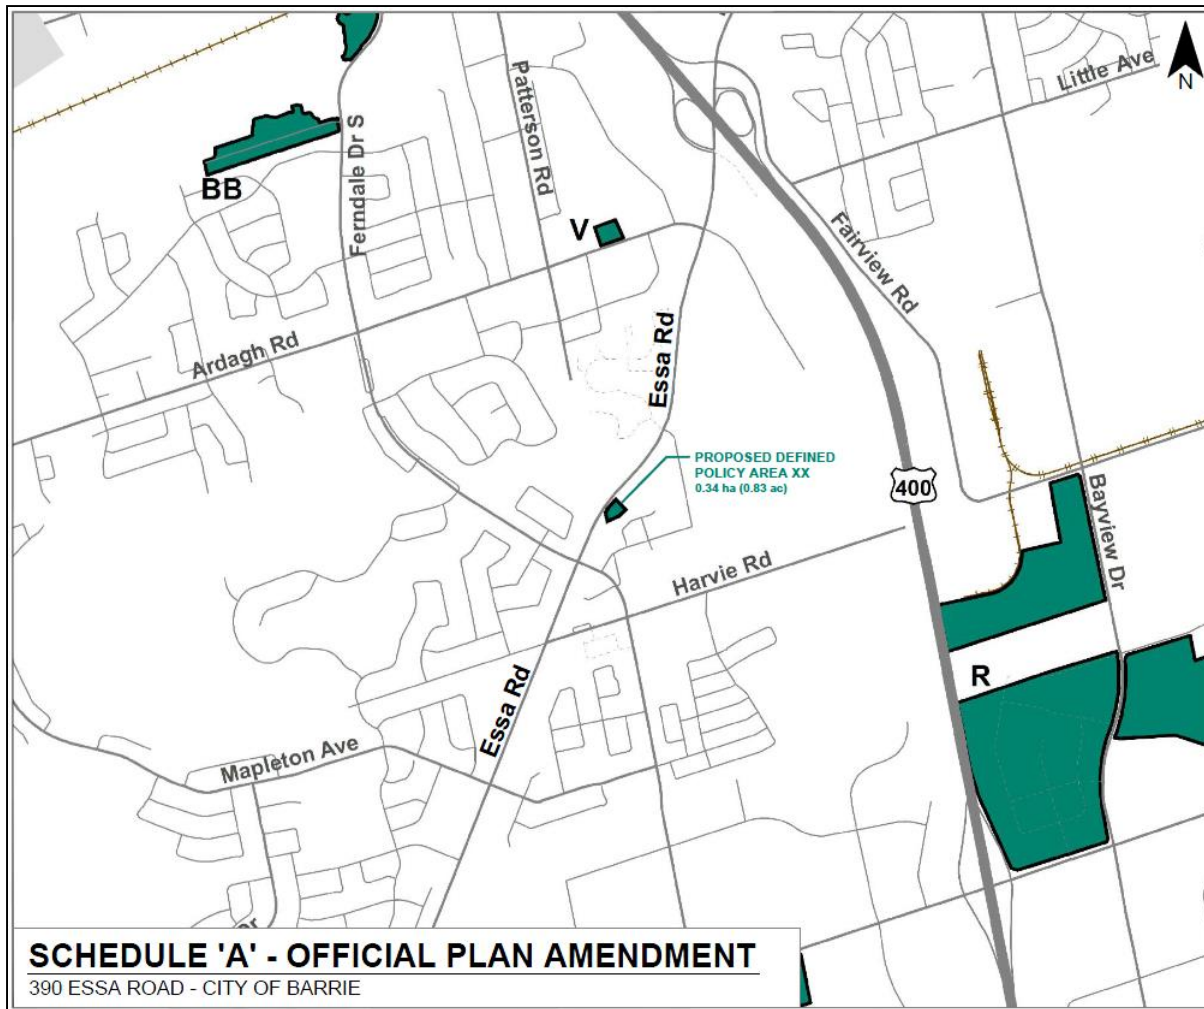 Little Ave
N
Patterson Rd
Ferndale Dr S
BB
V
Fairview Rd
Ardagh Rd
Essa Rd
PROPOSED DEFINED
POLICY AREA XX
0.34 ha (0.83 ac)
400
Bayview Dr
Harvie Rd
R
Essa Rd
Mapleton Ave
SCHEDULE 'A' - OFFICIAL PLAN AMENDMENT
390 ESSA ROAD - CITY OF BARRIE